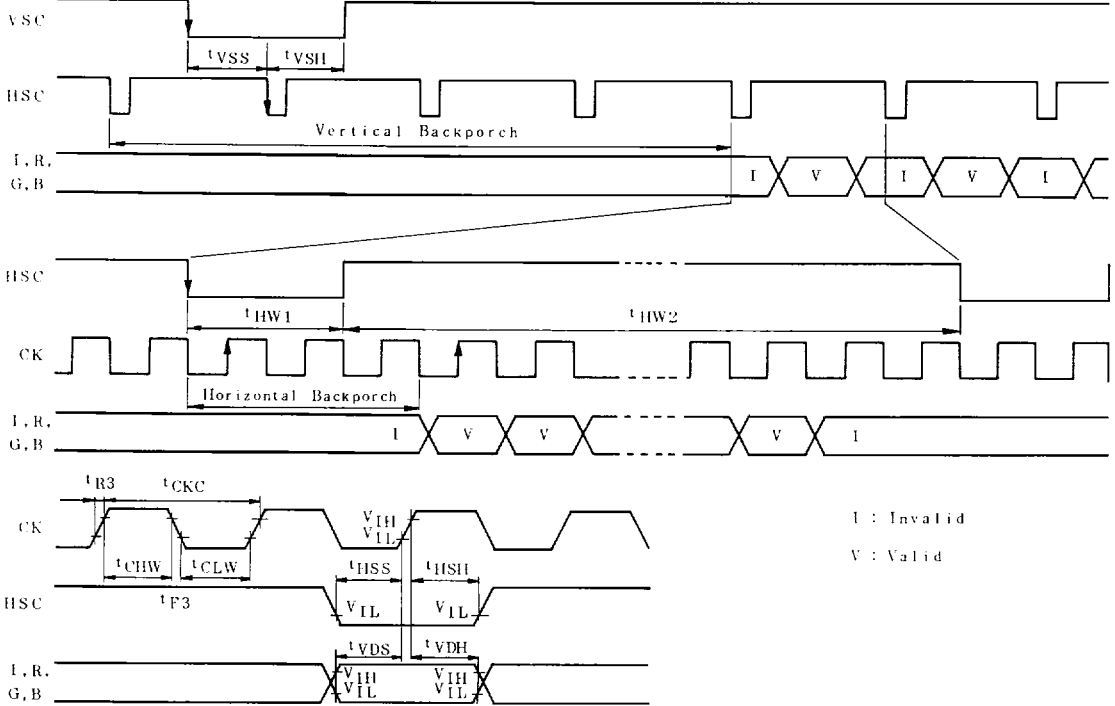 VSC
tVSS tVSH
HSC
Vertical Backporch
I,R,
G,B
I V I V I
HSC
tHW1 tHW2
CK
Horizontal Backporch
I,R,
G,B
I V V V I
tR3 tCKC
CK
VIH
VIL
I : Invalid
V : Valid
tCHW tCLW tHSS tHSH
HSC
tF3
VIL VIL
tVDS tVDH
I,R,
G,B
VIH VIH
VIL VIL